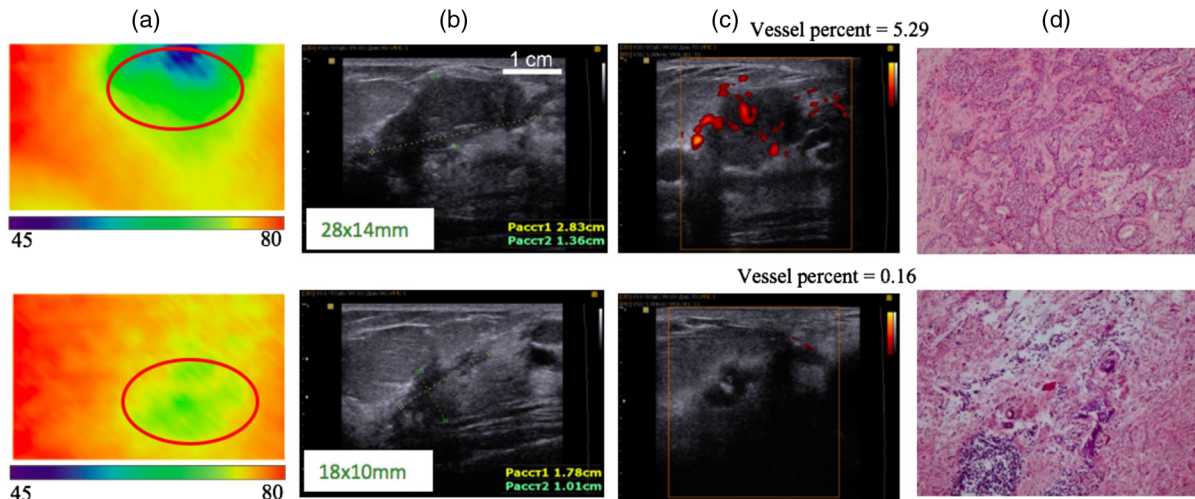 (a) (b) (c) (d)
Vessel percent = 5.29
1 cm
28x14mm
Расст1 2.83cm
Расст2 1.36cm
45 80
Vessel percent = 0.16
18x10mm
Расст1 1.78cm
Расст2 1.01cm
45 80